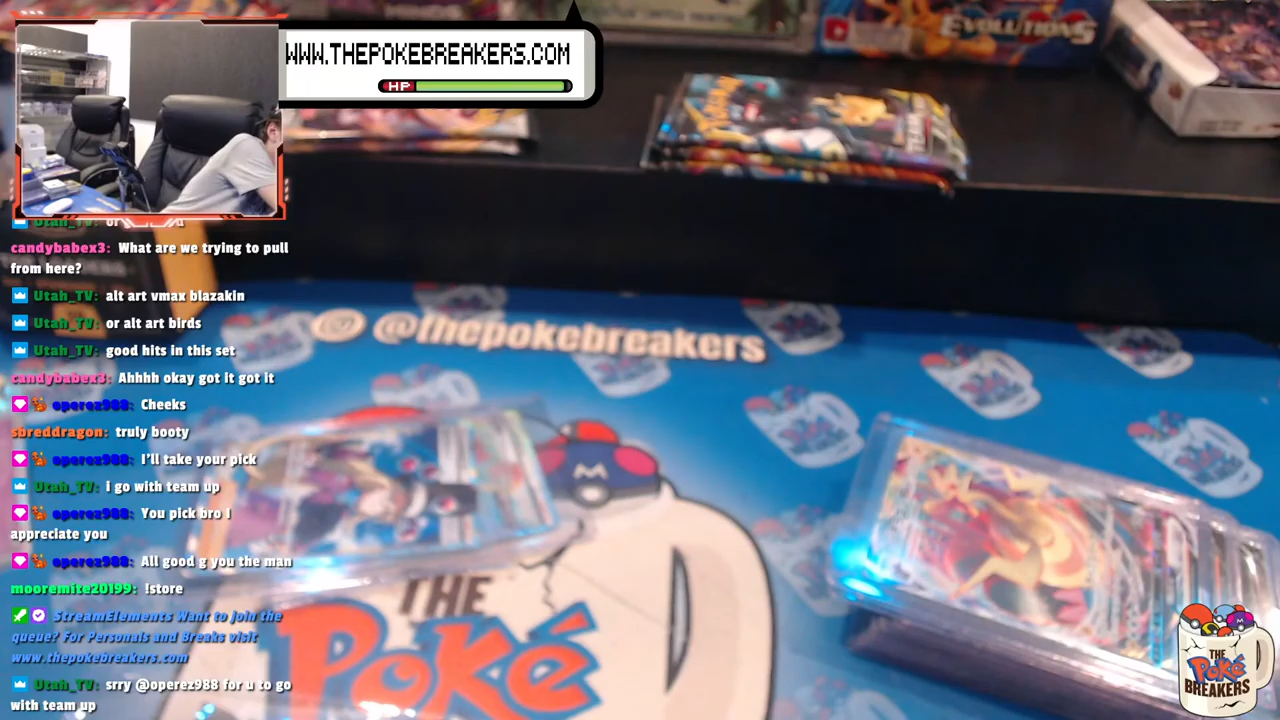 EVOLUTIONS
WWW.THEPOKEBREAKERS.COM
HP
Utah_TV: or
candybabex3: What are we trying to pull
from here?
Utah_TV: alt art vmax blazakin
Utah_TV: or alt art birds
Utah_TV: good hits in this set
candybabex3: Ahhhh okay got it got it
operez988: Cheeks
sbreddragon: truly booty
operez988: I'll take your pick
Utah_TV: i go with team up
operez988: You pick bro I
appreciate you
operez988: All good g you the man
mooremite20199: !store
StreamElements Want to join the
queue? For Personals and Breaks visit
www.thepokebreakers.com
Utah_TV: srry @operez988 for u to go
with team up
@thepokebreakers
THE
Poké
THE
Poké
BREAKERS